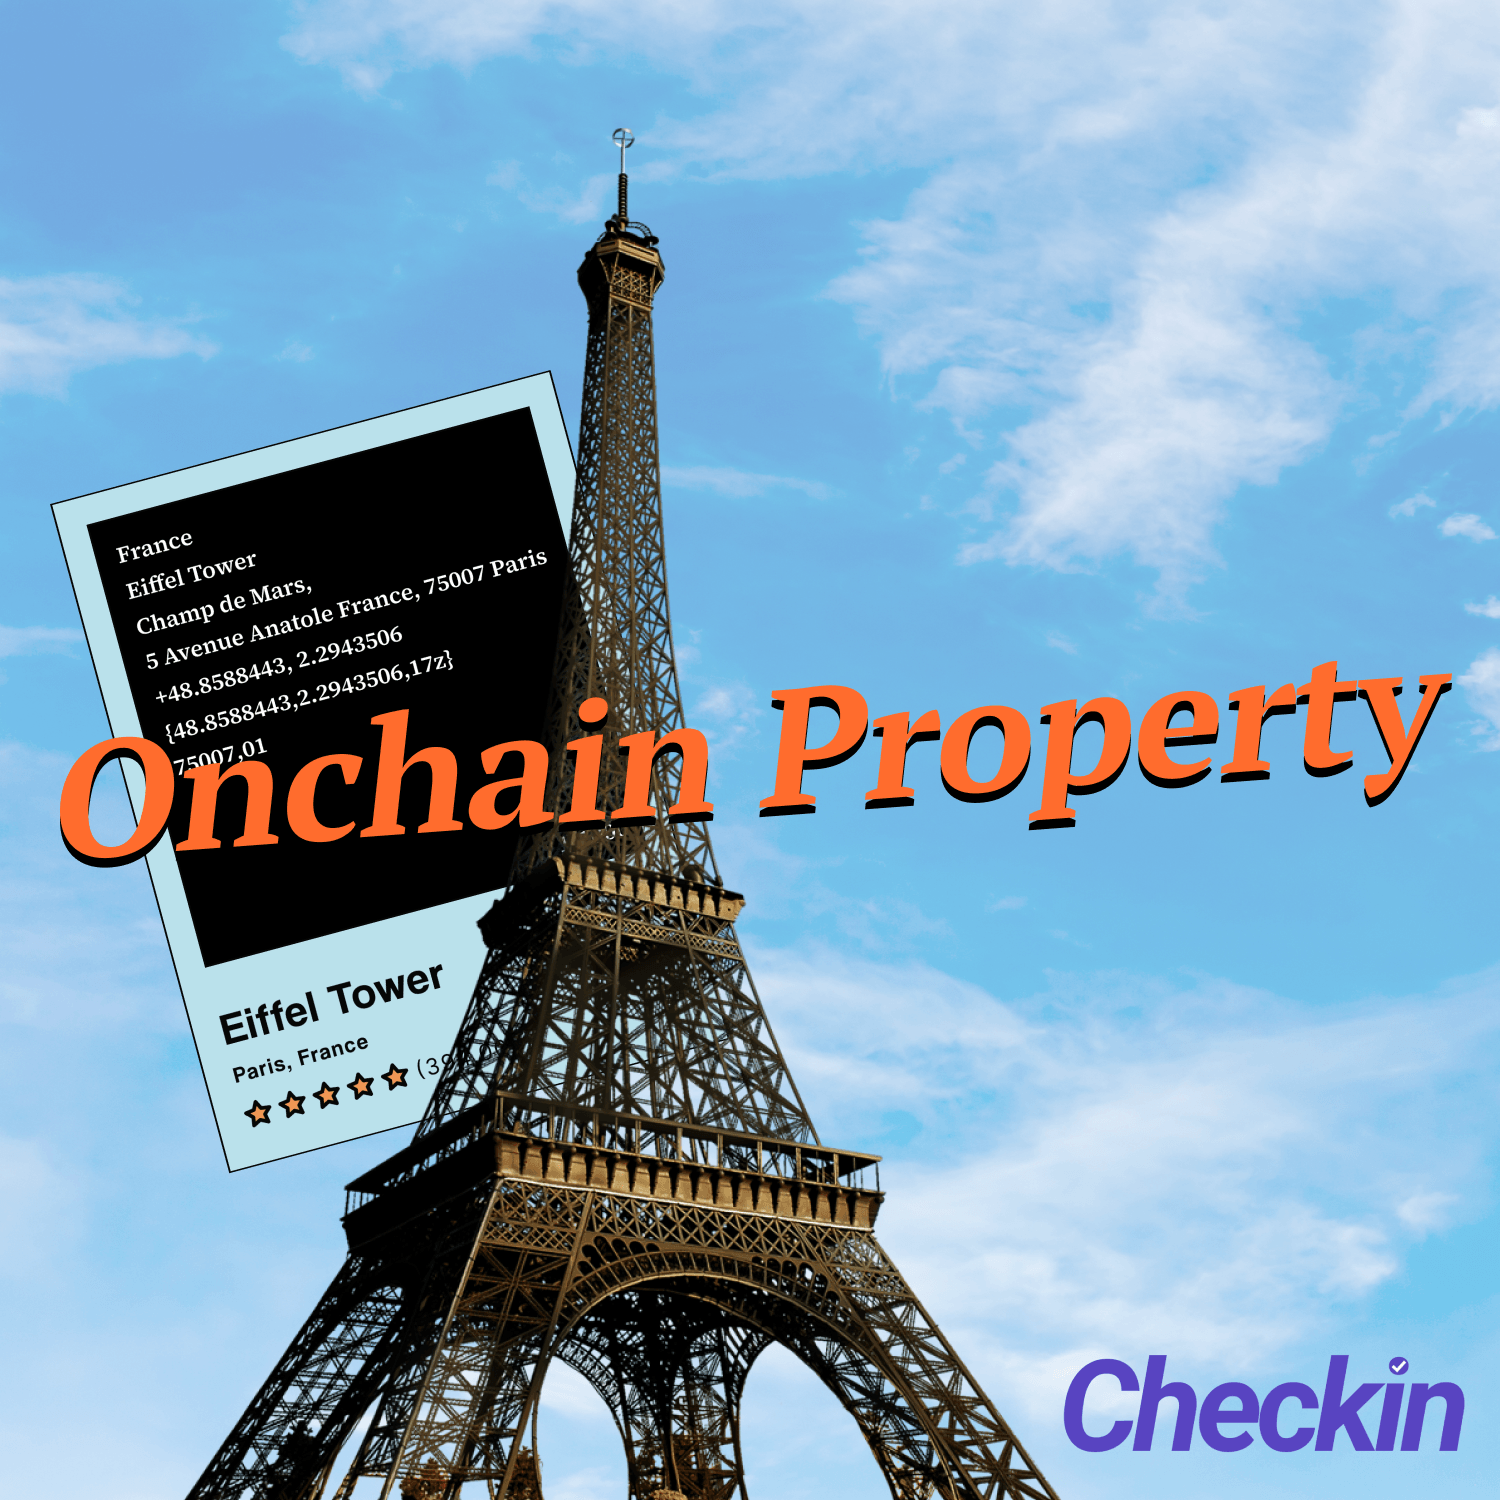 France
Eiffel Tower
Champ de Mars,
5 Avenue Anatole France, 75007 Paris
+48.8588443, 2.2943506
{48.8588443,2.2943506,17z}
75007,01
Onchain Property
Eiffel Tower
Paris, France
Checkin